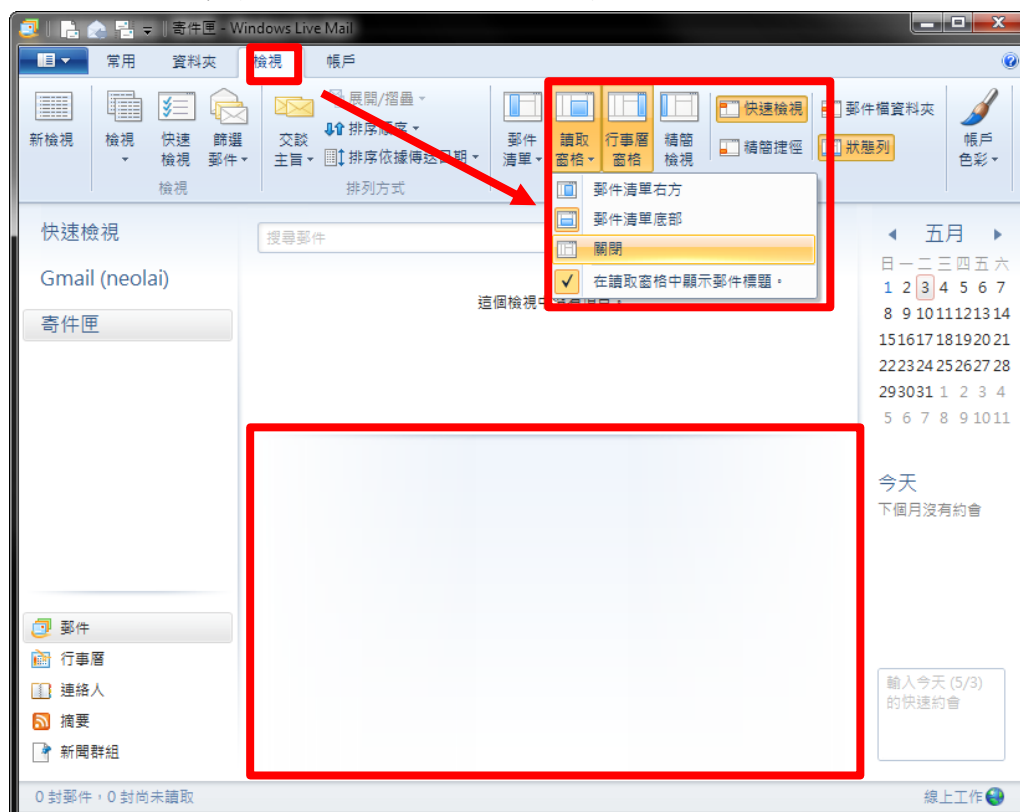 寄件匣 - Windows Live Mail
常用 資料夾 檢視 帳戶
新檢視
檢視
快速
檢視
篩選
郵件
檢視
交談
主旨
展開/摺疊
排序順序
排序依據傳送日期
排列方式
郵件
清單
讀取
窗格
行事曆
窗格
精簡
檢視
快速檢視
精簡捷徑
郵件檔資料夾
狀態列
帳戶
色彩
郵件清單右方
郵件清單底部
關閉
在讀取窗格中顯示郵件標題。
快速檢視
Gmail (neolai)
寄件匣
搜尋郵件
這個檢視中
五月
日 一 二 三 四 五 六
1 2 3 4 5 6 7
8 9 10 11 12 13 14
15 16 17 18 19 20 21
22 23 24 25 26 27 28
29 30 31 1 2 3 4
5 6 7 8 9 10 11
今天
下個月沒有約會
輸入今天 (5/3)
的快速約會
郵件
行事曆
連絡人
摘要
新聞群組
0 封郵件，0 封尚未讀取
線上工作